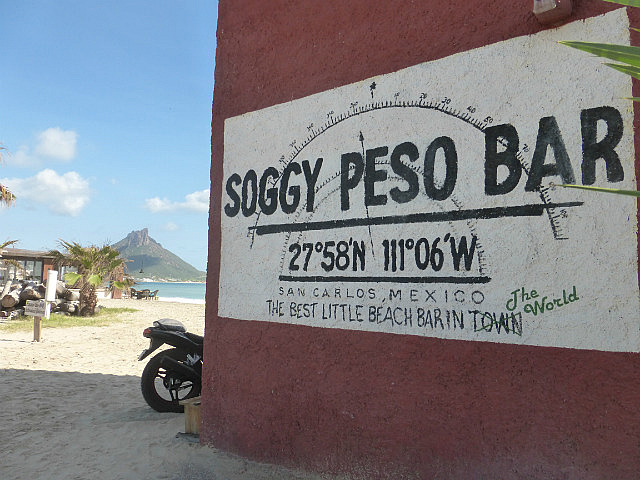 SOGGY PESO BAR
27°58'N 111°06'W
SAN CARLOS, MEXICO
THE BEST LITTLE BEACH BAR IN TOWN
The World